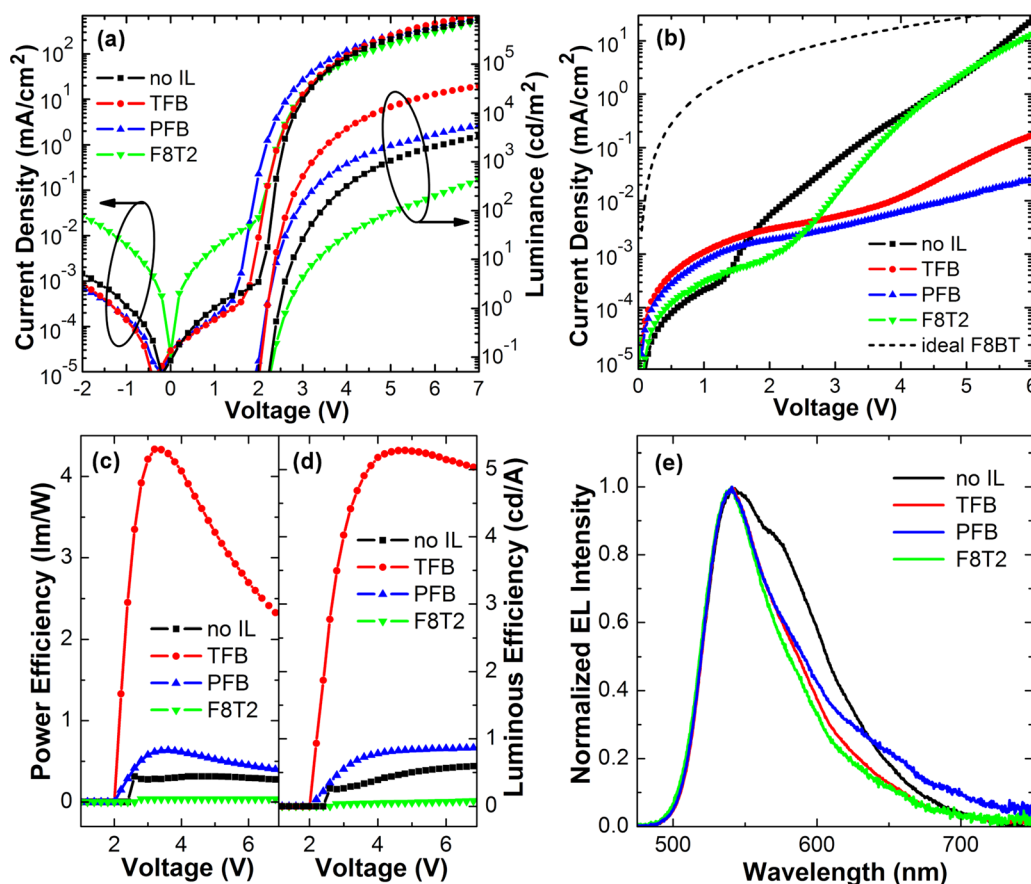 (a)
no IL
TFB
PFB
F8T2
Current Density (mA/cm²)
10²
10¹
10⁰
10⁻¹
10⁻²
10⁻³
10⁻⁴
10⁻⁵
-2 -1 0 1 2 3 4 5 6 7
Voltage (V)
10⁵
10⁴
10³
10²
10¹
10⁰
10⁻¹
Luminance (cd/m²)
(b)
Current Density (mA/cm²)
10¹
10⁰
10⁻¹
10⁻²
10⁻³
10⁻⁴
10⁻⁵
no IL
TFB
PFB
F8T2
ideal F8BT
0 1 2 3 4 5 6
Voltage (V)
(c)
Power Efficiency (lm/W)
4
3
2
1
0
no IL
TFB
PFB
F8T2
2 4 6
Voltage (V)
(d)
no IL
TFB
PFB
F8T2
5
4
3
2
1
0
Luminous Efficiency (cd/A)
2 4 6
Voltage (V)
(e)
Normalized EL Intensity
1.0
0.8
0.6
0.4
0.2
0.0
no IL
TFB
PFB
F8T2
500 600 700
Wavelength (nm)